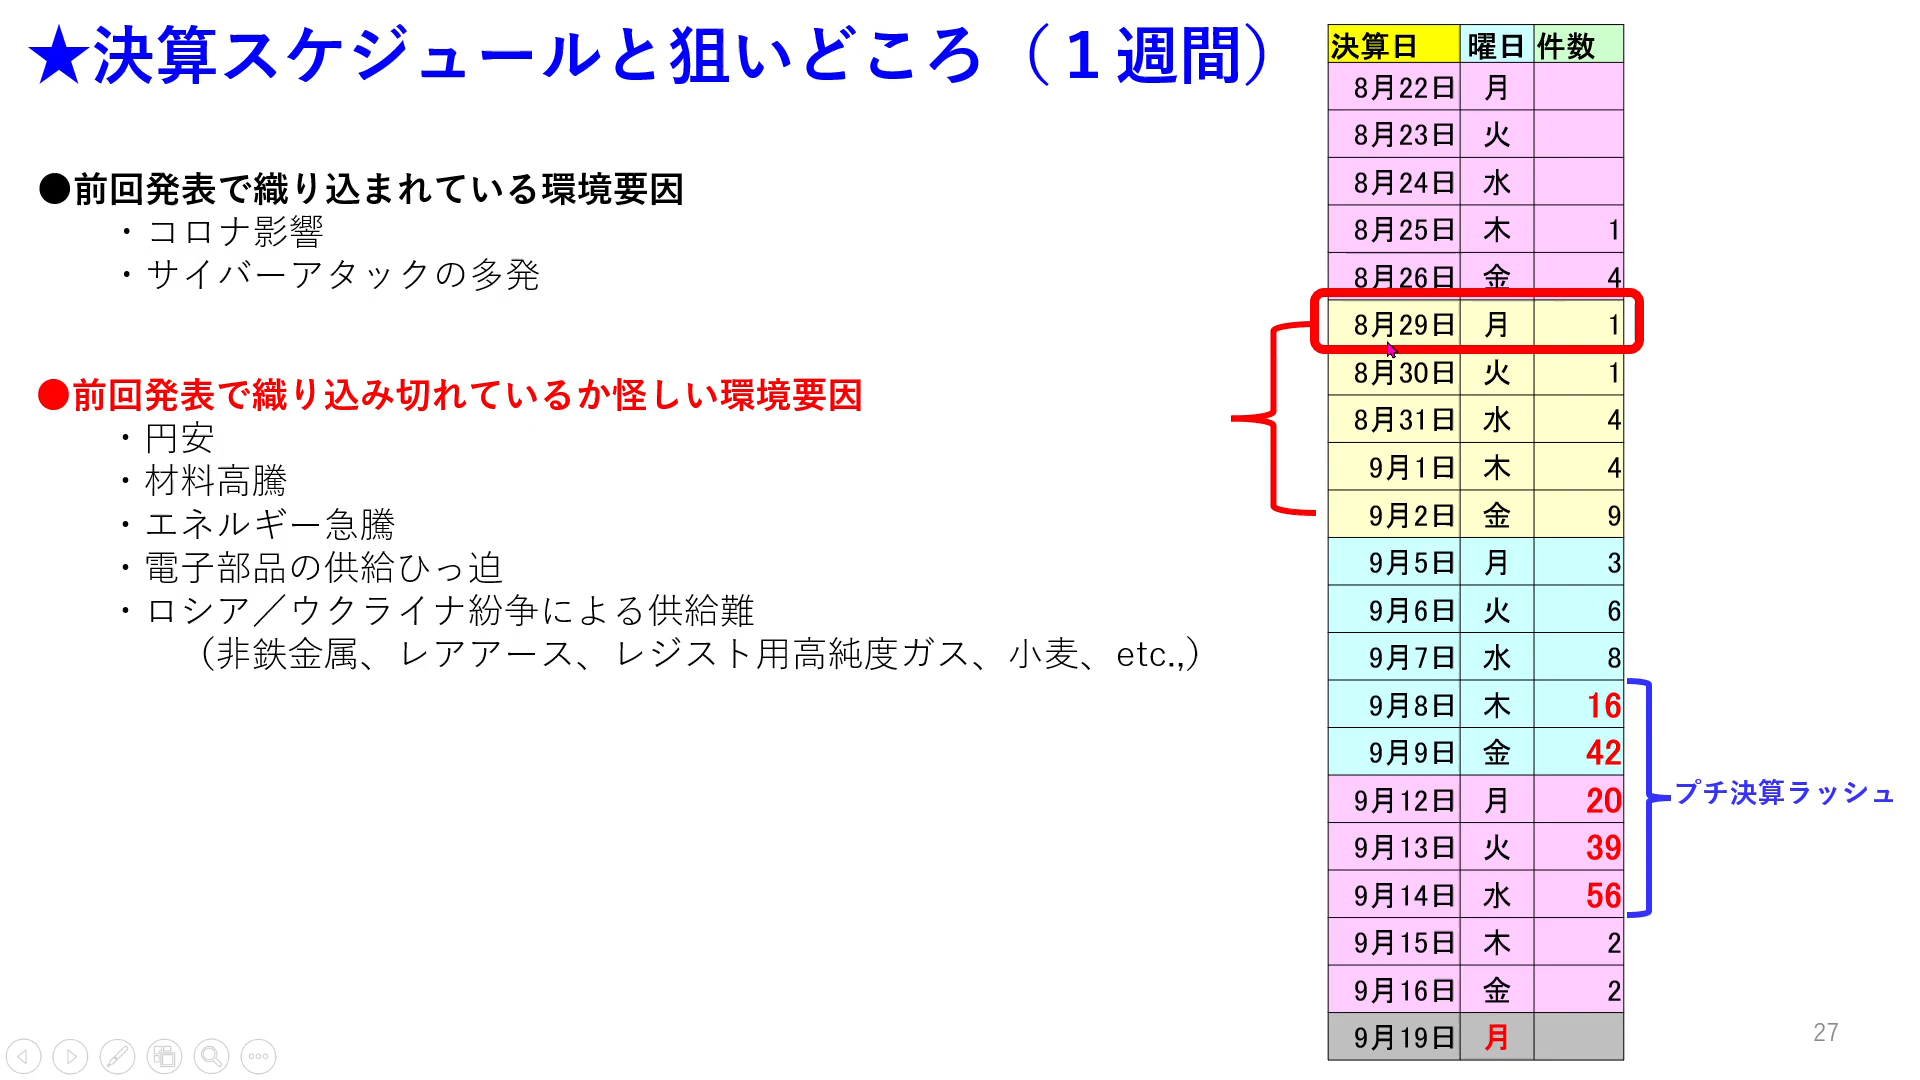 ★決算スケジュールと狙いどころ（１週間）
●前回発表で織り込まれている環境要因
・コロナ影響
・サイバーアタックの多発
●前回発表で織り込み切れているか怪しい環境要因
・円安
・材料高騰
・エネルギー急騰
・電子部品の供給ひっ迫
・ロシア／ウクライナ紛争による供給難
（非鉄金属、レアアース、レジスト用高純度ガス、小麦、etc.,）
決算日 曜日 件数
8月22日 月
8月23日 火
8月24日 水
8月25日 木 1
8月26日 金 4
8月29日 月 1
8月30日 火 1
8月31日 水 4
9月1日 木 4
9月2日 金 9
9月5日 月 3
9月6日 火 6
9月7日 水 8
9月8日 木 16
9月9日 金 42
9月12日 月 20
9月13日 火 39
9月14日 水 56
9月15日 木 2
9月16日 金 2
9月19日 月
プチ決算ラッシュ
27